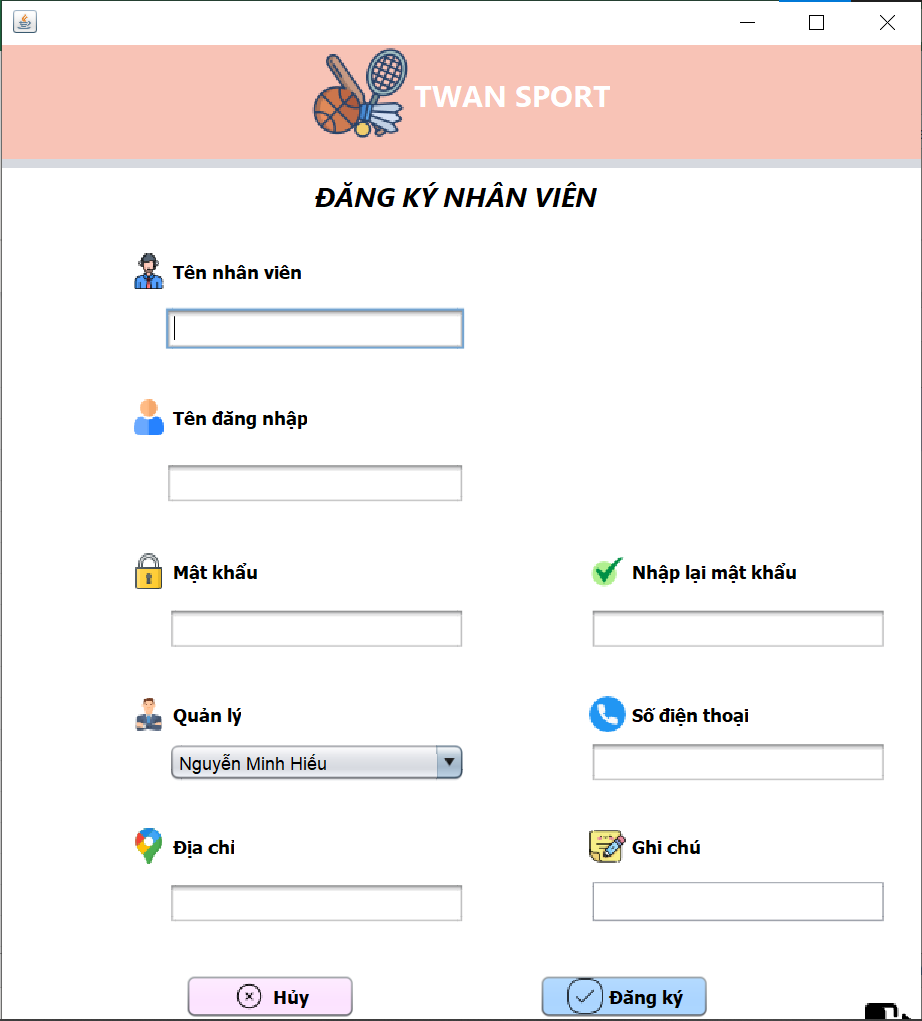 TWAN SPORT
ĐĂNG KÝ NHÂN VIÊN
Tên nhân viên
Tên đăng nhập
Mật khẩu
Nhập lại mật khẩu
Quản lý
Số điện thoại
Nguyễn Minh Hiếu
Địa chỉ
Ghi chú
Hủy
Đăng ký